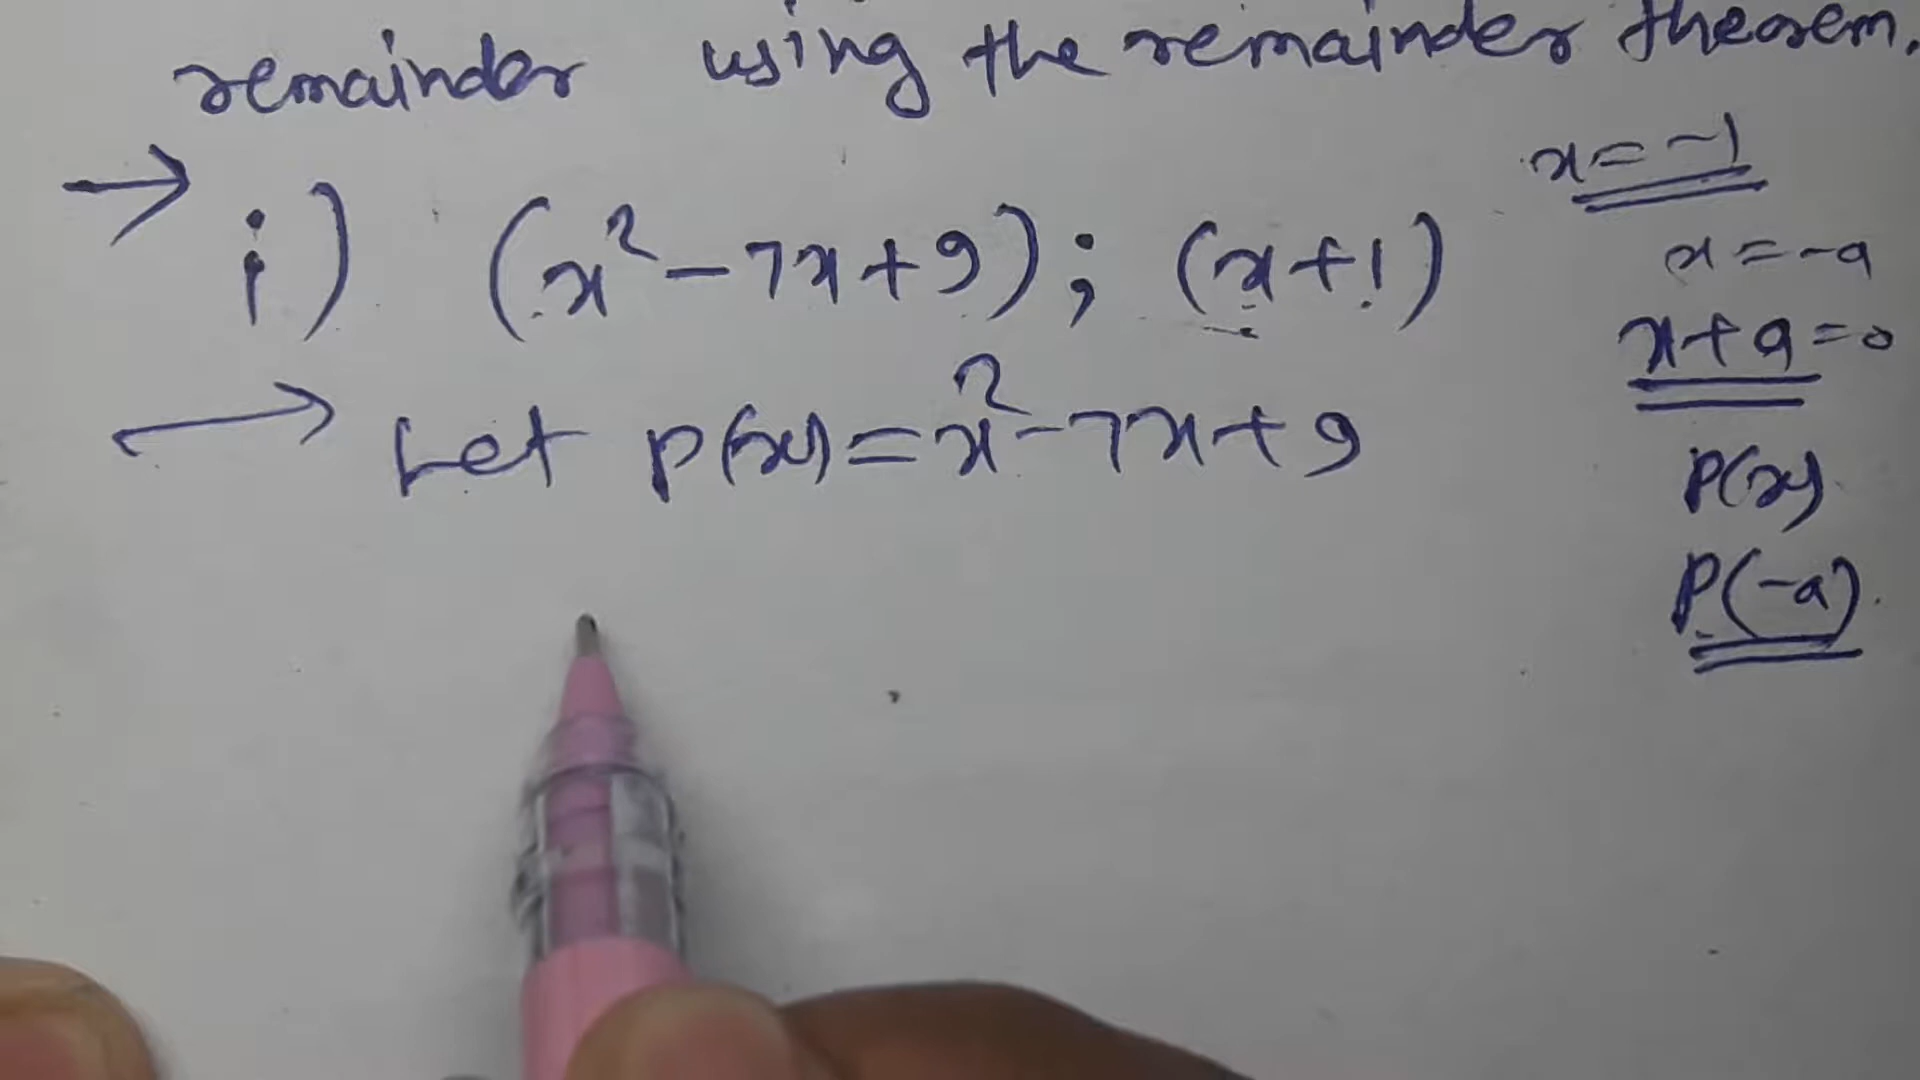 remainder using the remainder theorem.
→ i) (x²-7x+9); (x+1)
→ Let p(x)=x²-7x+9
x=-1
x=-a
x+a=0
P(x)
P(-a)